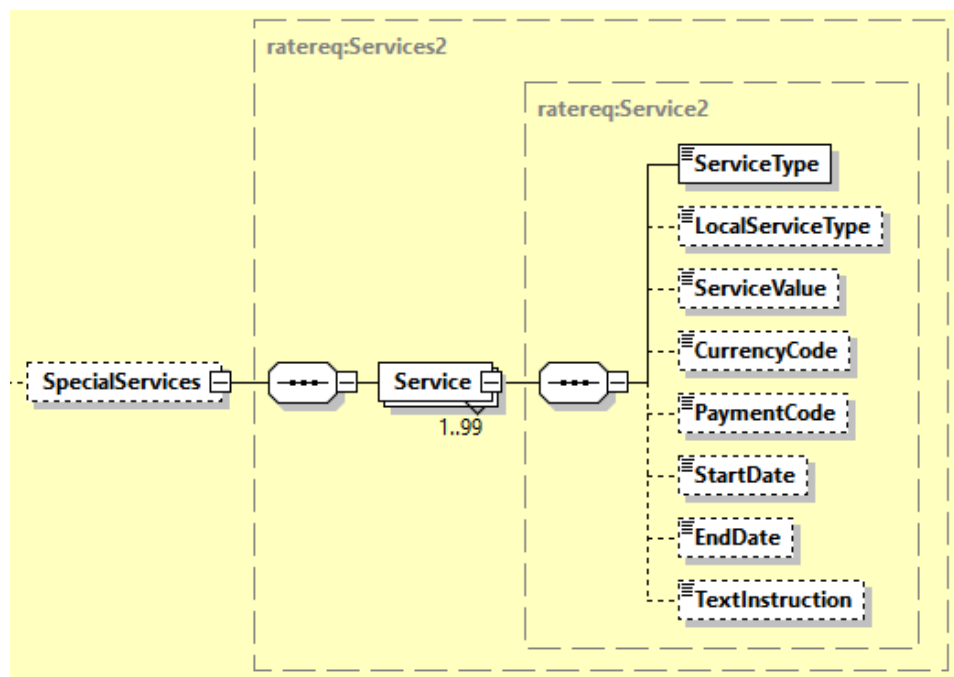 ratereq:Services2
ratereq:Service2
ServiceType
LocalServiceType
ServiceValue
CurrencyCode
SpecialServices
Service
1..99
PaymentCode
StartDate
EndDate
TextInstruction